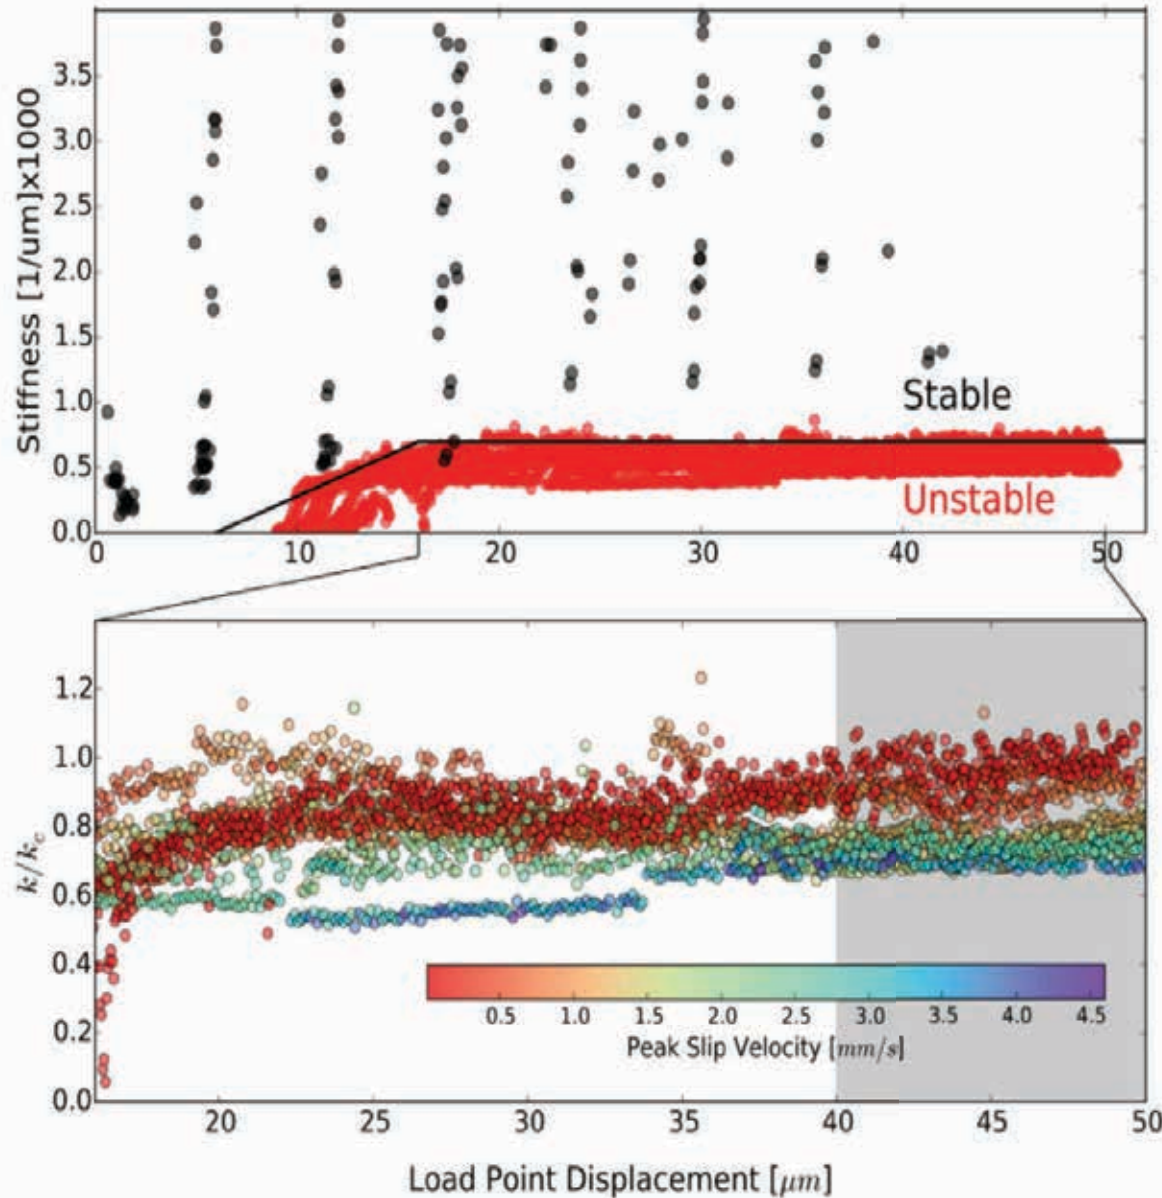 Stiffness [1/um]x1000
3.5
3.0
2.5
2.0
1.5
1.0
0.5
0.0
Stable
Unstable
0 10 20 30 40 50
k/kc
1.2
1.0
0.8
0.6
0.4
0.2
0.0
0.5 1.0 1.5 2.0 2.5 3.0 3.5 4.0 4.5
Peak Slip Velocity [mm/s]
20 25 30 35 40 45 50
Load Point Displacement [μm]